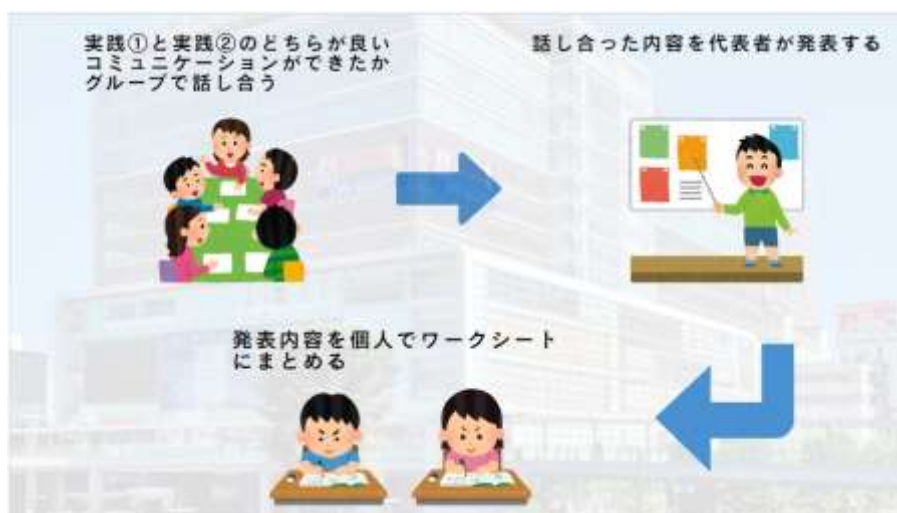 実践①と実践②のどちらが良い
コミュニケーションができたか
グループで話し合う
話し合った内容を代表者が発表する
発表内容を個人でワークシート
にまとめる